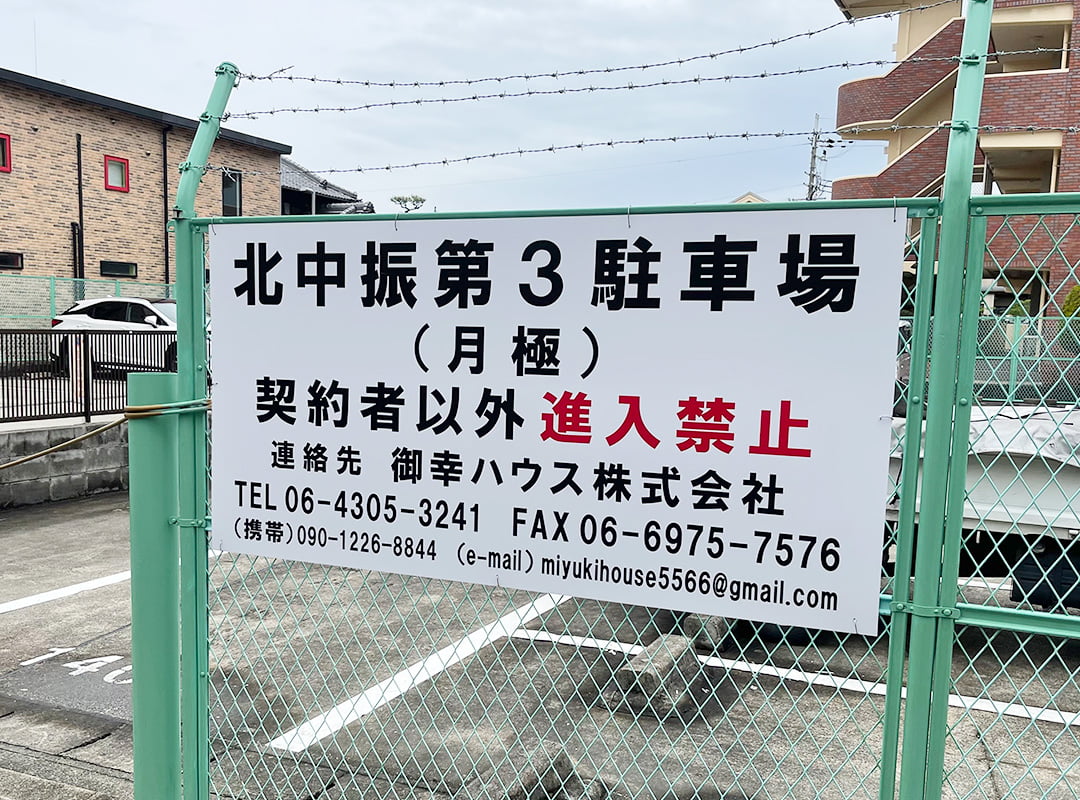 北中振第3駐車場
（月極）
契約者以外進入禁止
連絡先 御幸ハウス株式会社
TEL 06-4305-3241 FAX 06-6975-7576
（携帯）090-1226-8844 （e-mail）miyukihouse5566@gmail.com
140